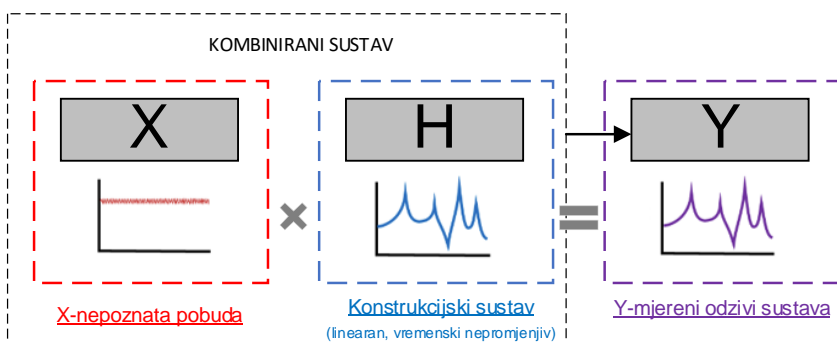 KOMBINIRANI SUSTAV
X
H
Y
×
=
X-nepoznata pobuda
Konstrukcijski sustav
(linearan, vremenski nepromjenjiv)
Y-mjereni odzivi sustava